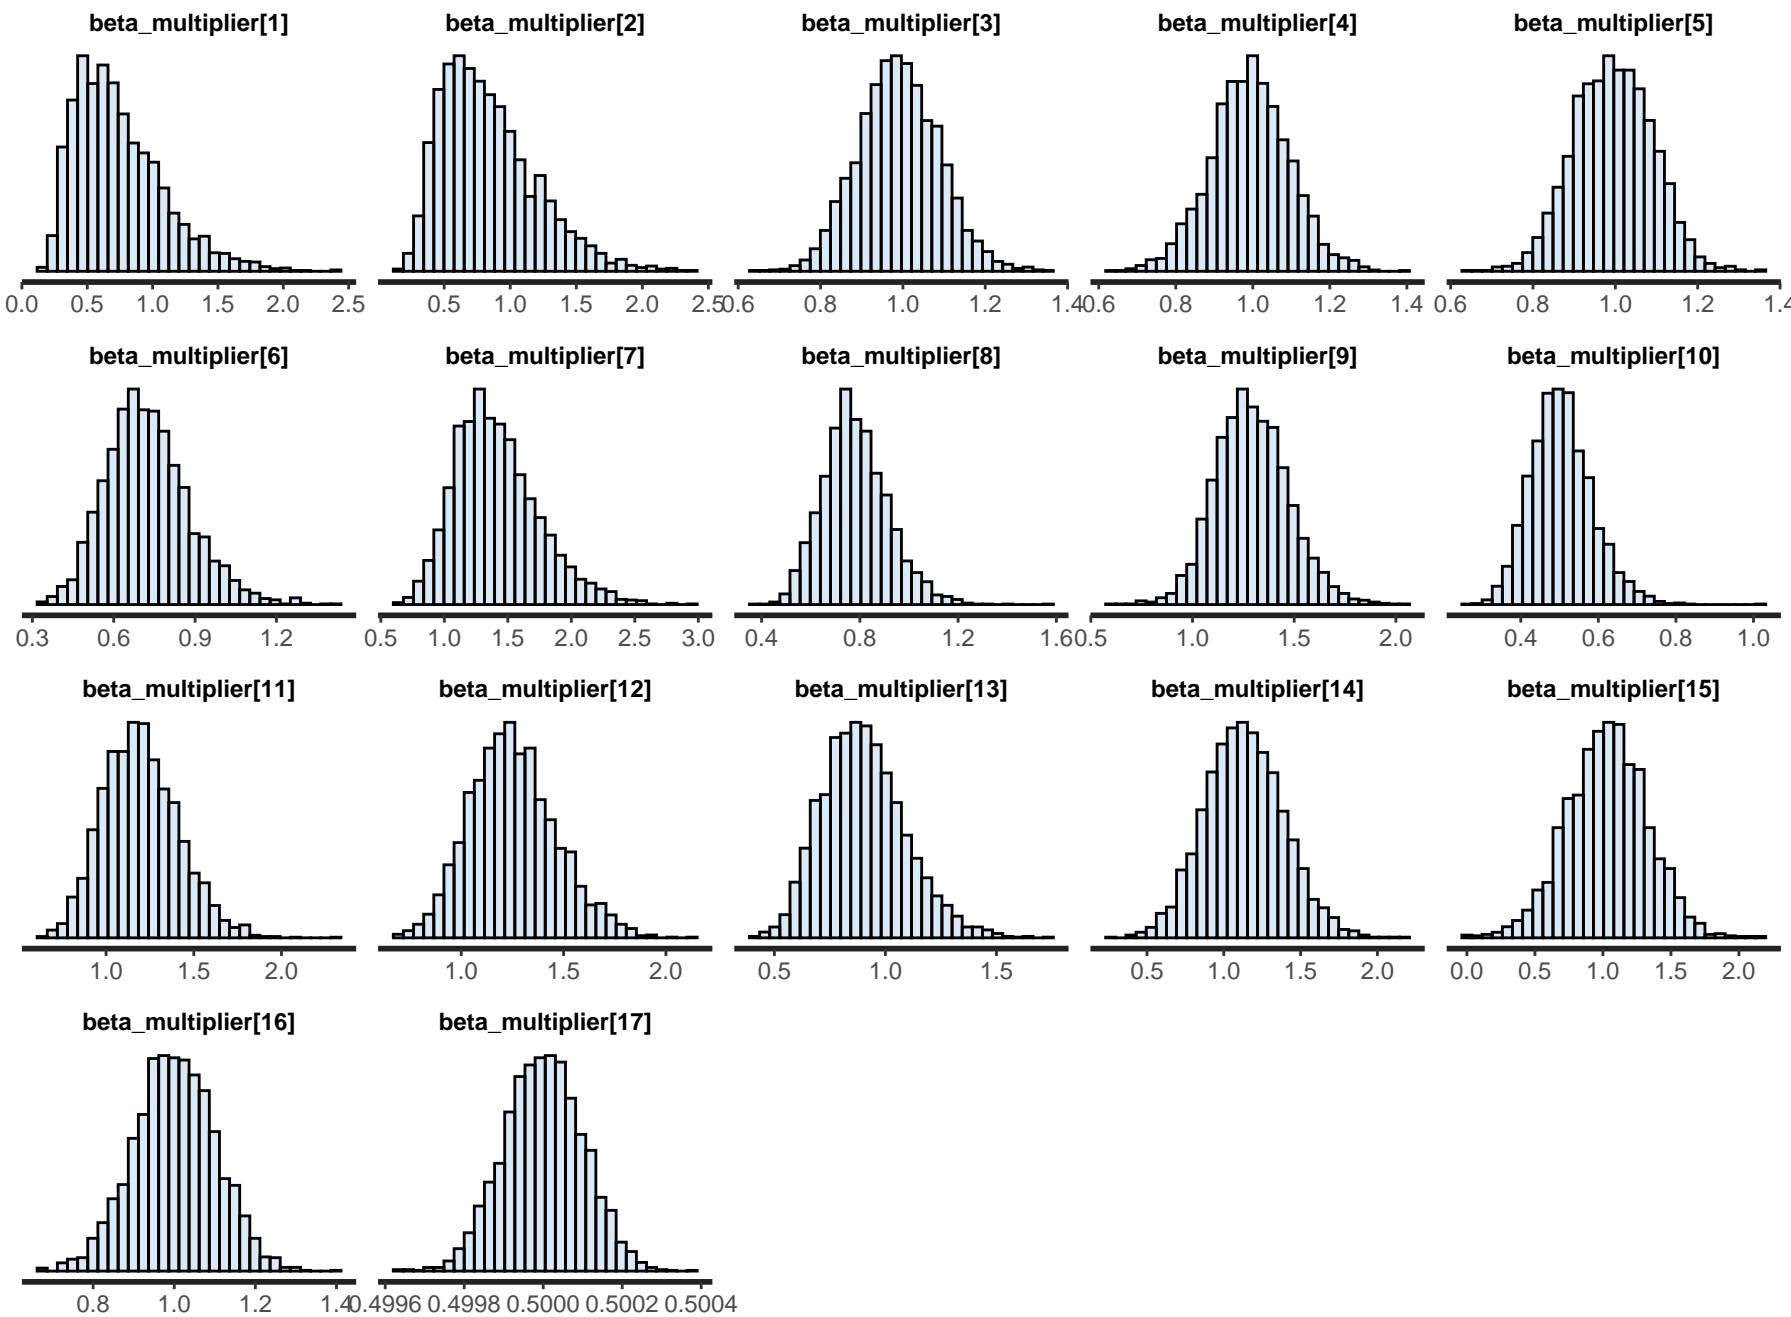 beta_multiplier[1] beta_multiplier[2] beta_multiplier[3] beta_multiplier[4] beta_multiplier[5]
0.0 0.5 1.0 1.5 2.0 2.5 0.5 1.0 1.5 2.0 2.5 0.6 0.8 1.0 1.2 1.4 0.6 0.8 1.0 1.2 1.4 0.6 0.8 1.0 1.2 1.4
beta_multiplier[6] beta_multiplier[7] beta_multiplier[8] beta_multiplier[9] beta_multiplier[10]
0.3 0.6 0.9 1.2 0.5 1.0 1.5 2.0 2.5 3.0 0.4 0.8 1.2 1.6 0.5 1.0 1.5 2.0 0.4 0.6 0.8 1.0
beta_multiplier[11] beta_multiplier[12] beta_multiplier[13] beta_multiplier[14] beta_multiplier[15]
1.0 1.5 2.0 1.0 1.5 2.0 0.5 1.0 1.5 0.5 1.0 1.5 2.0 0.0 0.5 1.0 1.5 2.0
beta_multiplier[16] beta_multiplier[17]
0.8 1.0 1.2 1.4 0.4996 0.4998 0.5000 0.5002 0.5004